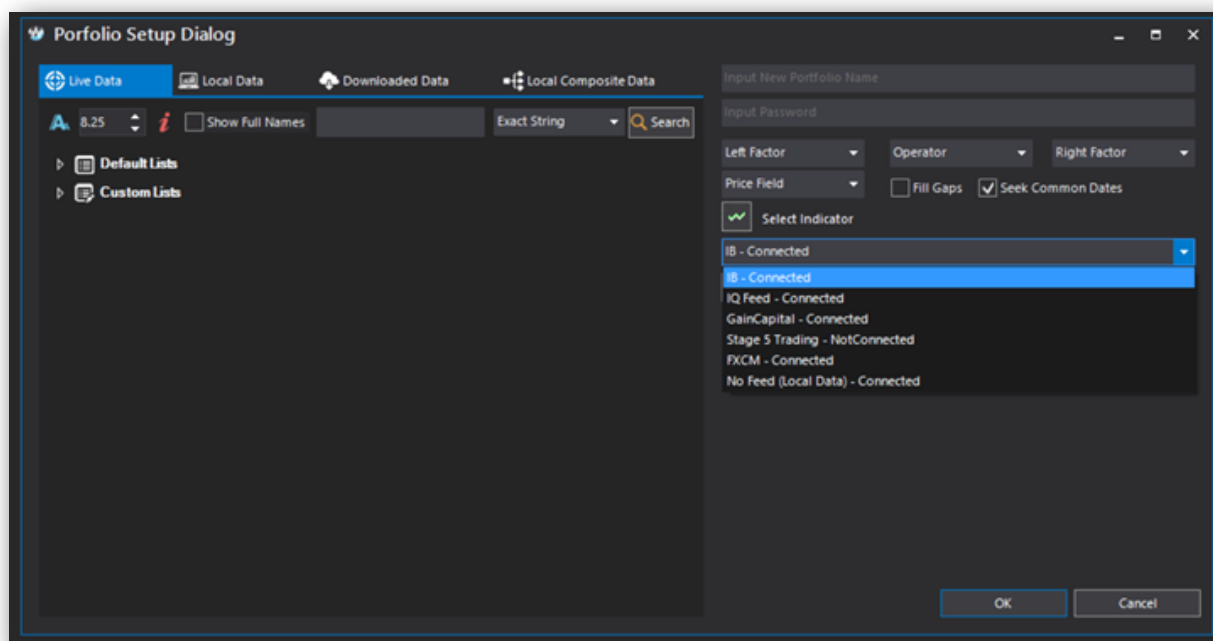 Porfolio Setup Dialog
Live Data
Local Data
Downloaded Data
Local Composite Data
8.25
Show Full Names
Exact String
Search
Default Lists
Custom Lists
Input New Portfolio Name
Input Password
Left Factor
Operator
Right Factor
Price Field
Fill Gaps
Seek Common Dates
Select Indicator
IB - Connected
IB - Connected
IQ Feed - Connected
GainCapital - Connected
Stage 5 Trading - NotConnected
FXCM - Connected
No Feed (Local Data) - Connected
OK
Cancel